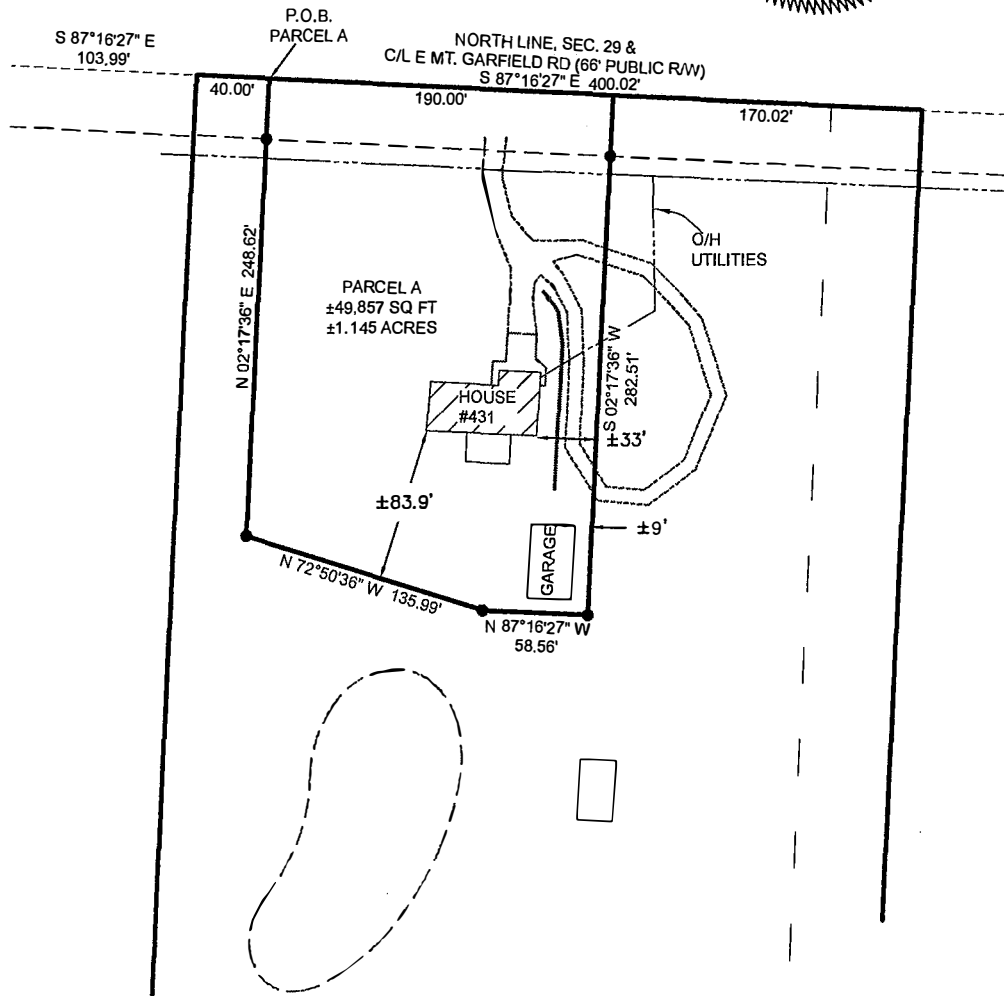 P.O.B.
PARCEL A
S 87°16'27" E
103.99'
NORTH LINE, SEC. 29 &
C/L E MT. GARFIELD RD (66' PUBLIC R/W)
S 87°16'27" E 400.02'
40.00'
190.00'
170.02'
O/H
UTILITIES
N 02°17'36" E 248.62'
PARCEL A
±49,857 SQ FT
±1.145 ACRES
S 02°17'36" W
282.51'
HOUSE
#431
±33'
±83.9'
±9'
GARAGE
N 72°50'36" W 135.99'
N 87°16'27" W
58.56'